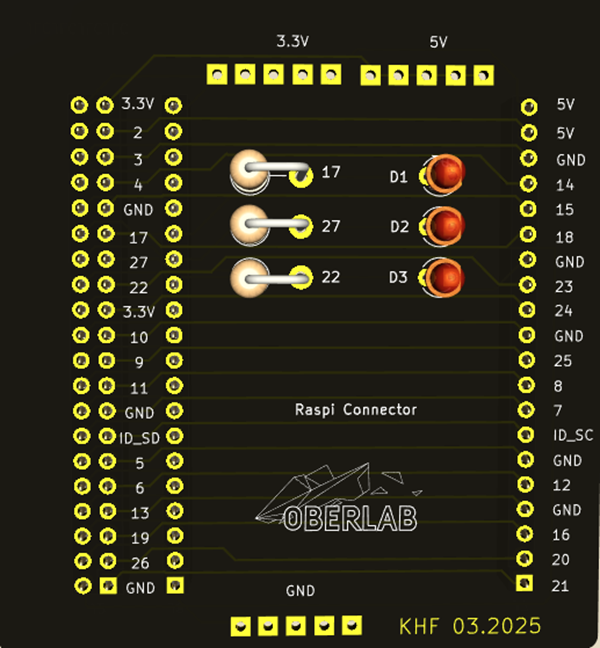 3.3V 5V
3.3V 5V
2 5V
3 GND
17 D1
4 14
GND 15
27 D2
17 18
27 GND
22 D3
22 23
3.3V 24
10 GND
9 25
11 8
Raspi Connector
GND 7
ID_SD ID_SC
5 GND
6 12
13 GND
OBERLAB
19 16
26 20
GND 21
GND
KHF 03.2025